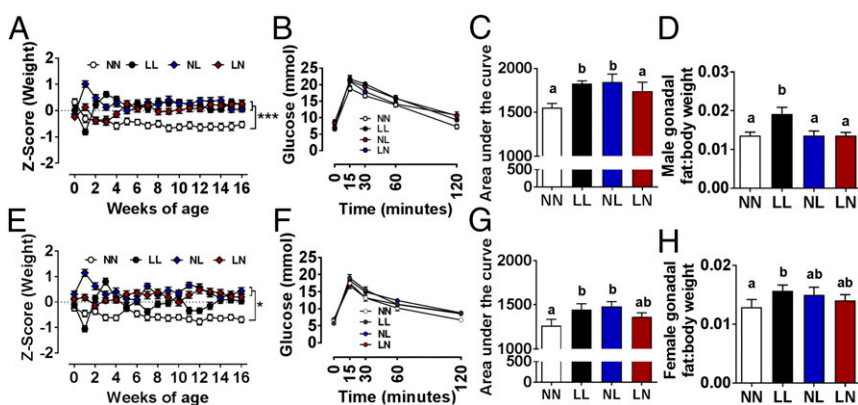 A
NN LL NL LN
Z-Score (Weight)
2
1
0
-1
-2
***
0 2 4 6 8 10 12 14 16
Weeks of age
B
Glucose (mmol)
25
20
15
10
5
0
NN
LL
NL
LN
0 15 30 60 120
Time (minutes)
C
Area under the curve
2000
1500
1000
500
0
a b b a
NN LL NL LN
D
Male gonadal
fat:body weight
0.03
0.02
0.01
0.00
a b a a
NN LL NL LN
E
NN LL NL LN
Z-Score (Weight)
2
1
0
-1
-2
*
0 2 4 6 8 10 12 14 16
Weeks of age
F
Glucose (mmol)
25
20
15
10
5
0
NN
LL
NL
LN
0 15 30 60 120
Time (minutes)
G
Area under the curve
1900
1600
1300
1000
500
0
a b b ab
NN LL NL LN
H
Female gonadal
fat:body weight
0.02
0.01
0.00
a b ab ab
NN LL NL LN